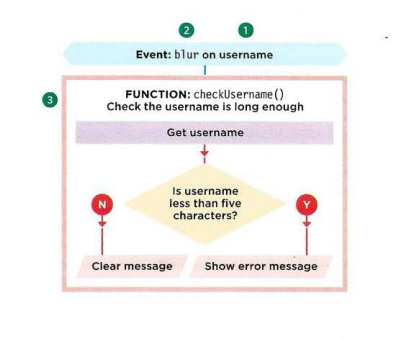 2 1
Event: blur on username
3
FUNCTION: checkUsername()
Check the username is long enough
Get username
Is username
less than five
characters?
N
Y
Clear message
Show error message